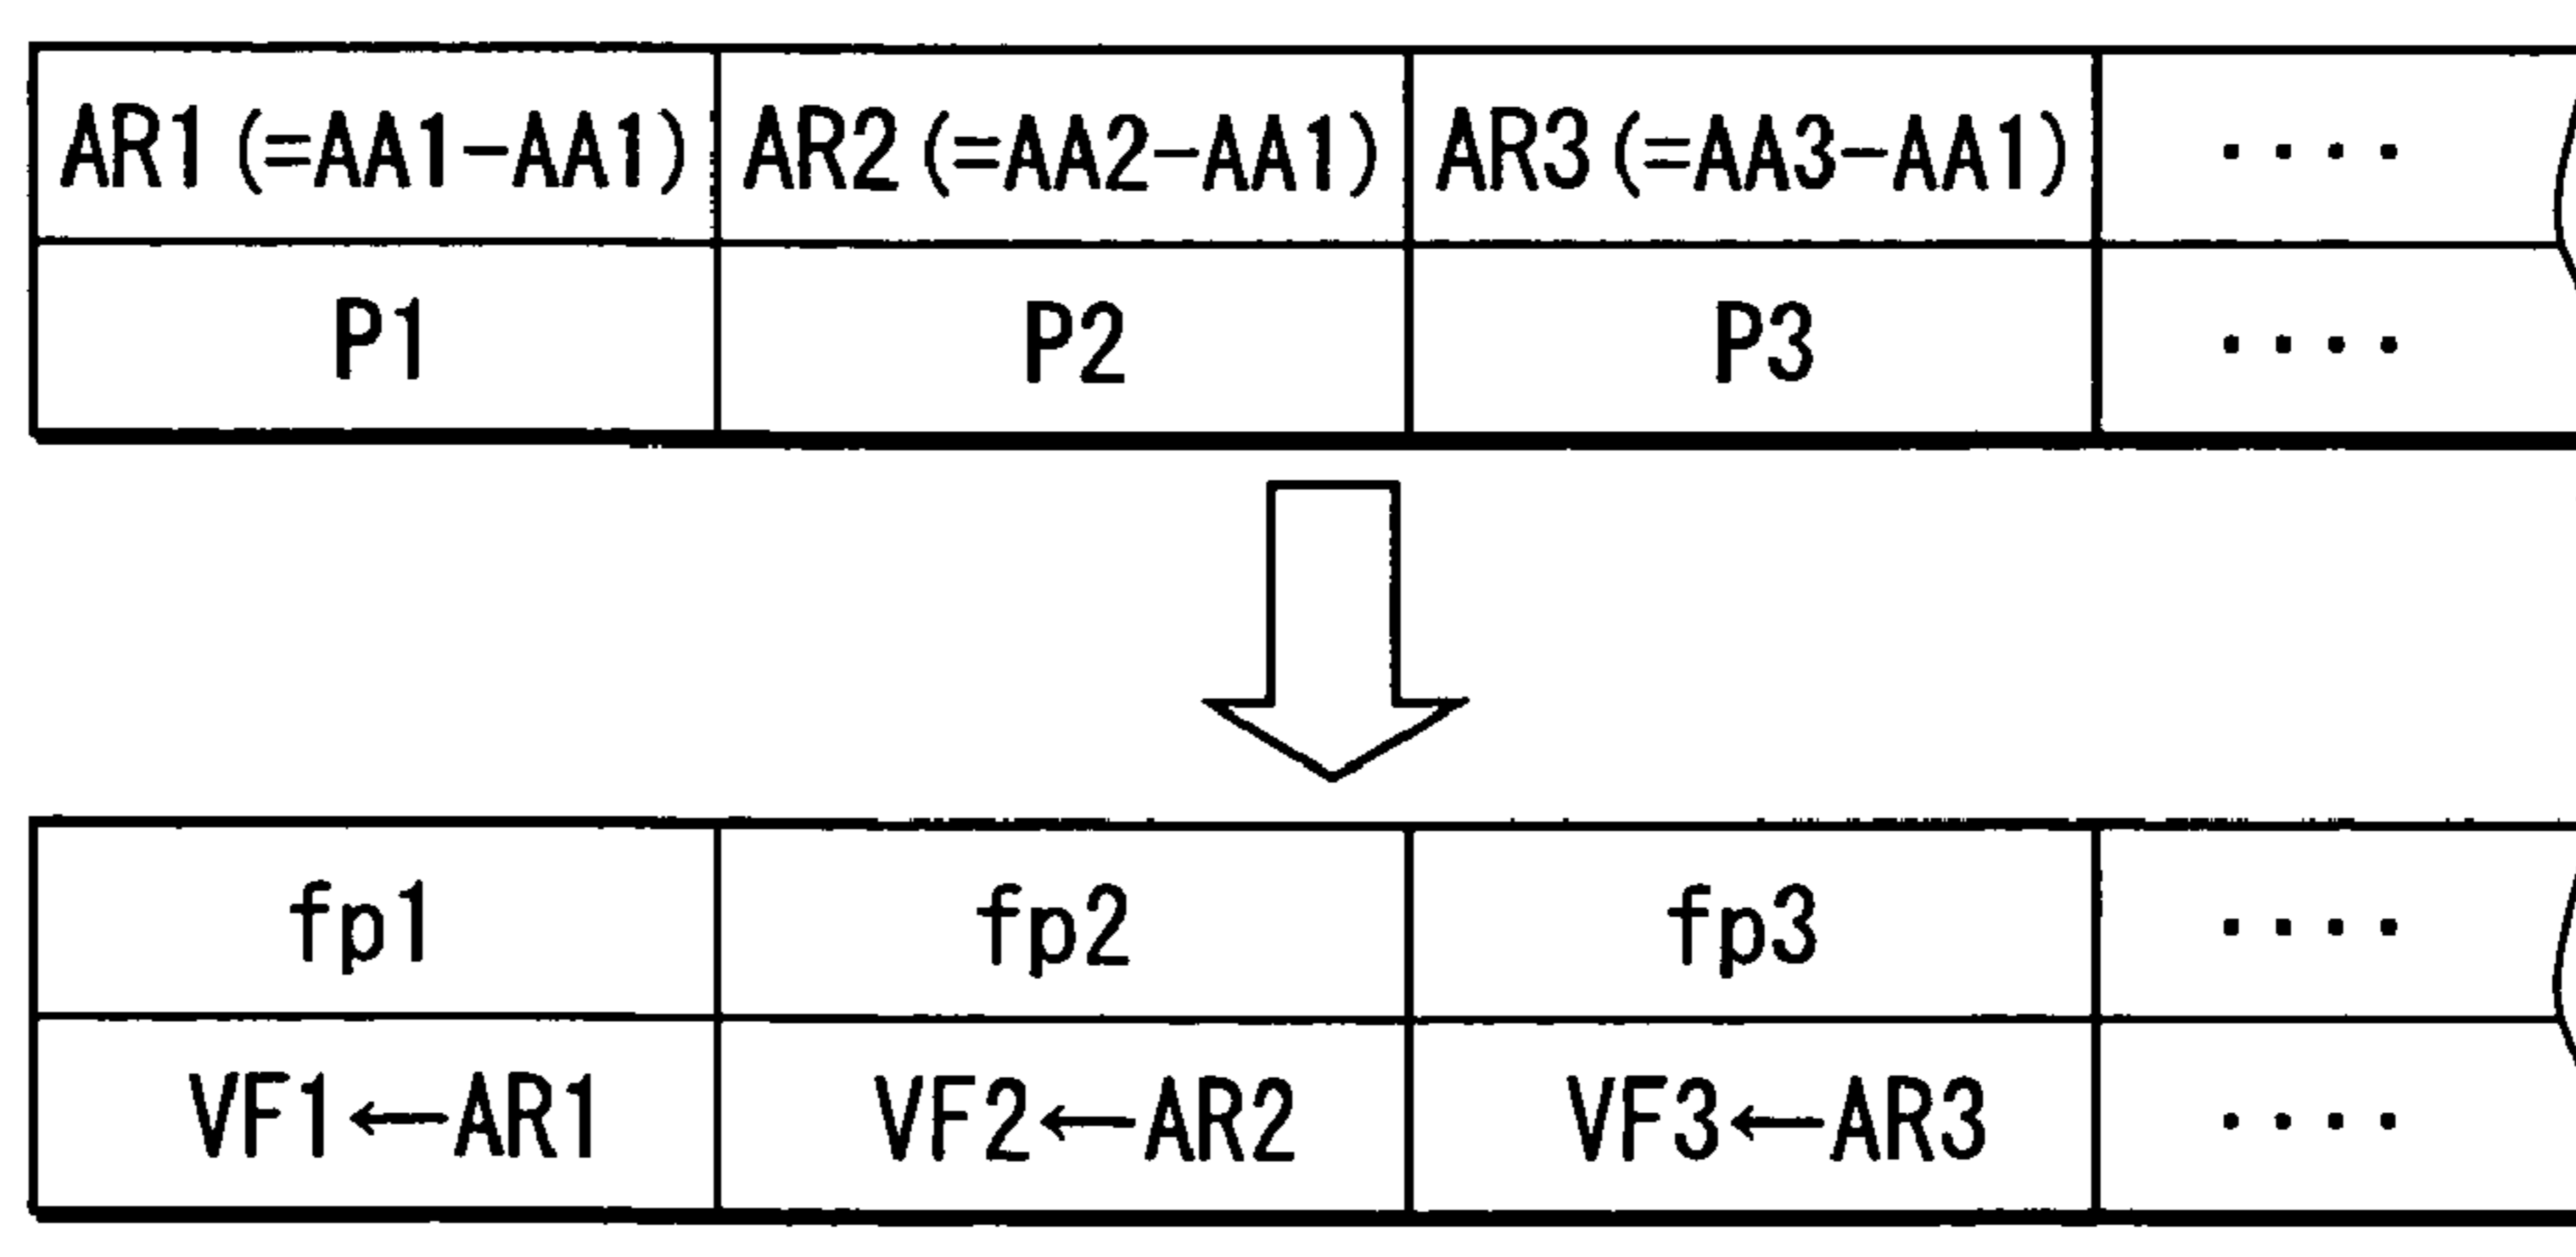 AR1(=AA1-AA1) AR2(=AA2-AA1) AR3(=AA3-AA1) ····
P1 P2 P3 ····
fp1 fp2 fp3 ····
VF1←AR1 VF2←AR2 VF3←AR3 ····